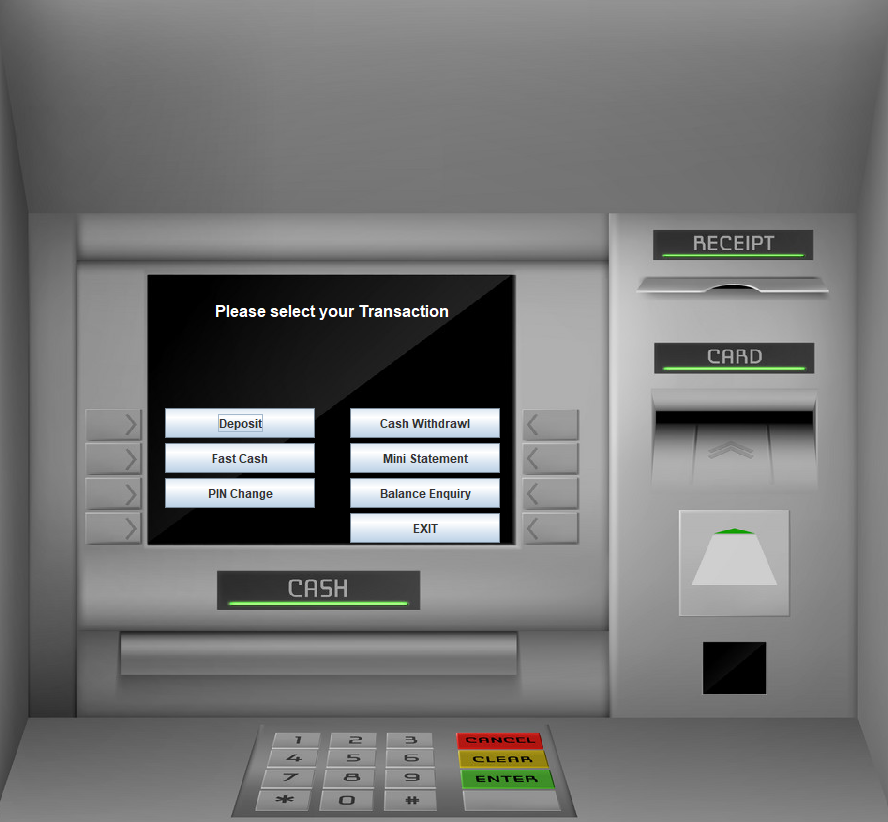 RECEIPT
Please select your Transaction
CARD
Deposit
Cash Withdrawl
Fast Cash
Mini Statement
PIN Change
Balance Enquiry
EXIT
CASH
1 2 3 CANCEL
4 5 6 CLEAR
7 8 9 ENTER
* 0 #